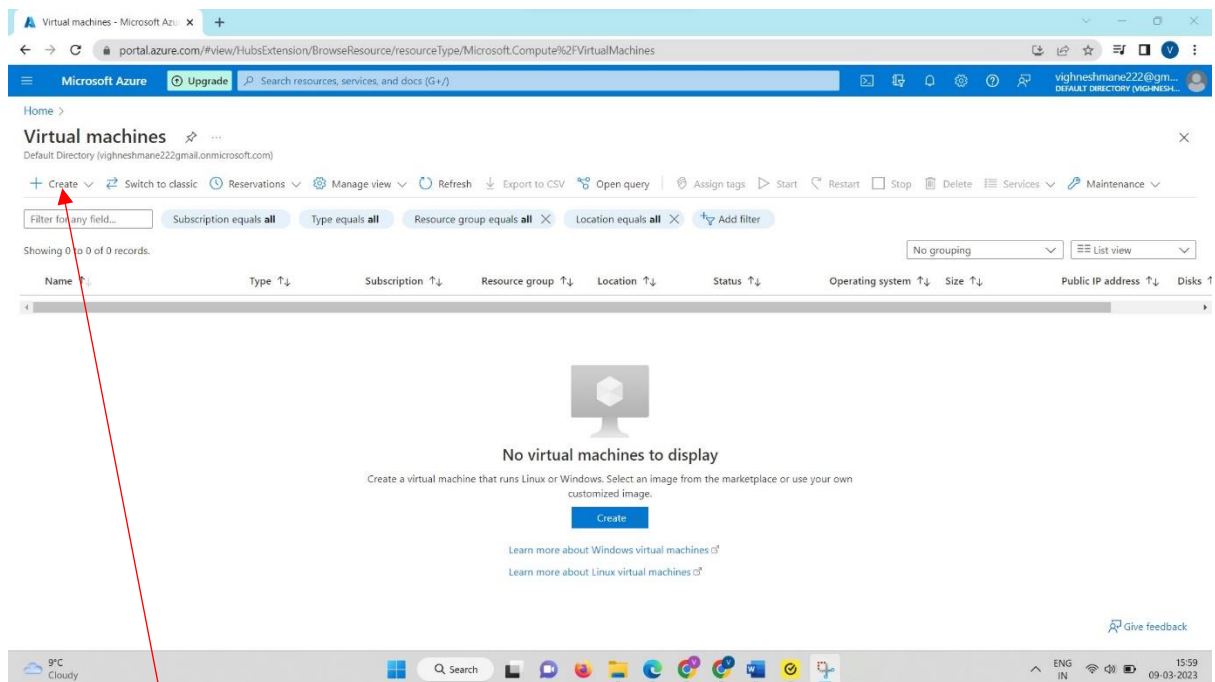 Virtual machines - Microsoft Azu
portal.azure.com/#view/HubsExtension/BrowseResource/resourceType/Microsoft.Compute%2FVirtualMachines
V
Microsoft Azure Upgrade Search resources, services, and docs (G+/) vighneshmane222@gm...
DEFAULT DIRECTORY (VIGHNESH...
Home >
Virtual machines ...
Default Directory (vighneshmane222gmail.onmicrosoft.com)
+ Create Switch to classic Reservations Manage view Refresh Export to CSV Open query Assign tags Start Restart Stop Delete Services Maintenance
Filter for any field... Subscription equals all Type equals all Resource group equals all Location equals all Add filter
Showing 0 to 0 of 0 records. No grouping List view
Name ↑↓ Type ↑↓ Subscription ↑↓ Resource group ↑↓ Location ↑↓ Status ↑↓ Operating system ↑↓ Size ↑↓ Public IP address ↑↓ Disks ↑
No virtual machines to display
Create a virtual machine that runs Linux or Windows. Select an image from the marketplace or use your own
customized image.
Create
Learn more about Windows virtual machines
Learn more about Linux virtual machines
Give feedback
9°C
Cloudy
Search
ENG
IN
15:59
09-03-2023